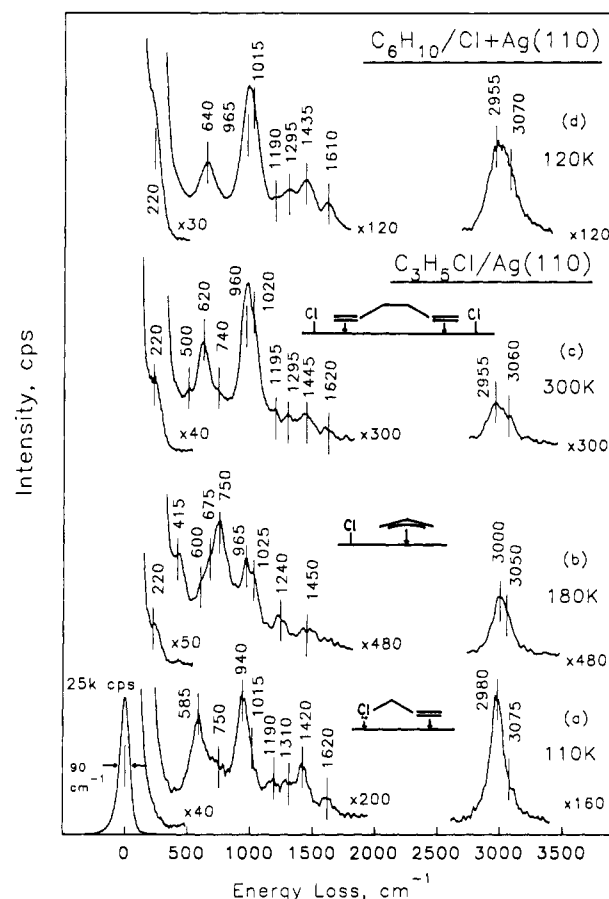 C₆H₁₀/Cl+Ag(110)
1015
965
640
220
1190
1295
1435
1610
2955
3070
(d)
120K
x30
x120
x120
C₃H₅Cl/Ag(110)
960
1020
620
740
500
220
1195
1295
1445
1620
Cl
Cl
2955
3060
(c)
300K
x40
x300
x300
750
675
600
415
220
965
1025
1240
1450
Cl
3000
3050
(b)
180K
x50
x480
x480
25k cps
90 cm⁻¹
585
750
940
1015
1190
1310
1420
1620
Cl
2980
3075
(a)
110K
x40
x200
x160
0 500 1000 1500 2000 2500 3000 3500
Energy Loss, cm⁻¹
Intensity, cps